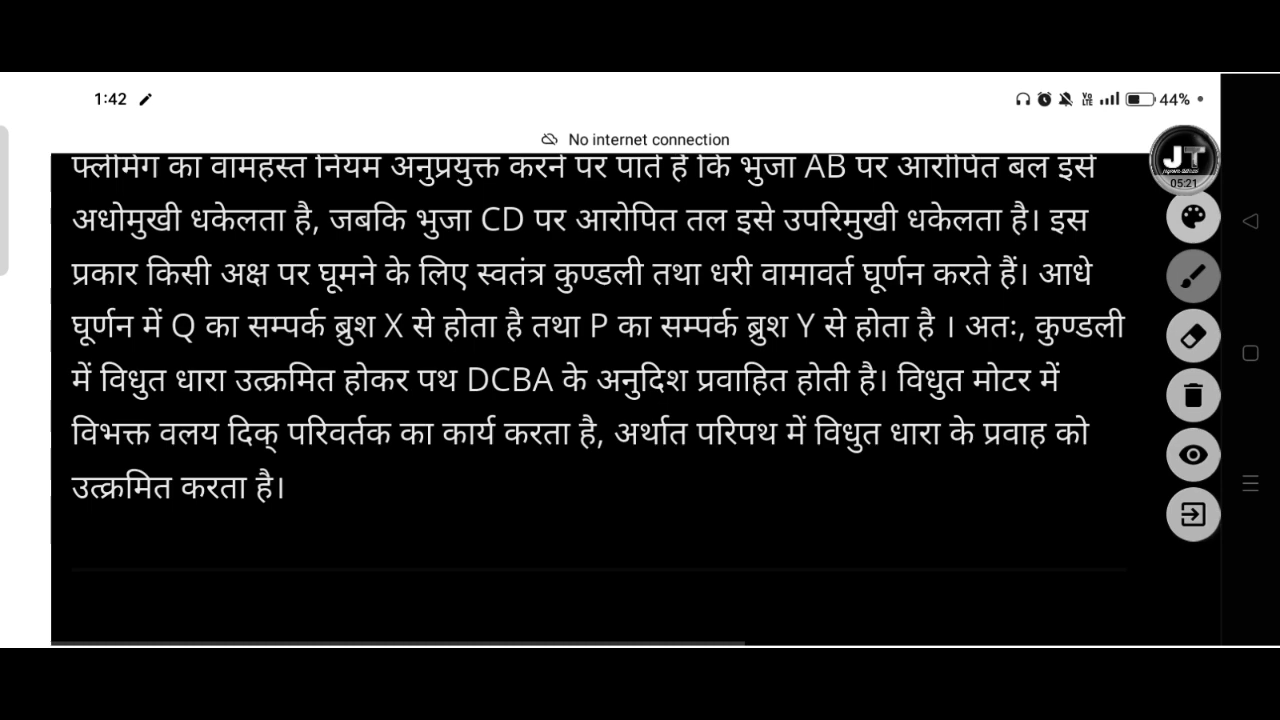 1:42
44%
No internet connection
फ्लेमिंग का वामहस्त नियम अनुप्रयुक्त करने पर पाते हैं कि भुजा AB पर आरोपित बल इसे
JT
05:21
अधोमुखी धकेलता है, जबकि भुजा CD पर आरोपित तल इसे उपरिमुखी धकेलता है। इस
प्रकार किसी अक्ष पर घूमने के लिए स्वतंत्र कुण्डली तथा धरी वामावर्त घूर्णन करते हैं। आधे
घूर्णन में Q का सम्पर्क ब्रुश X से होता है तथा P का सम्पर्क ब्रुश Y से होता है । अतः, कुण्डली
में विधुत धारा उत्क्रमित होकर पथ DCBA के अनुदिश प्रवाहित होती है। विधुत मोटर में
विभक्त वलय दिक् परिवर्तक का कार्य करता है, अर्थात परिपथ में विधुत धारा के प्रवाह को
उत्क्रमित करता है।